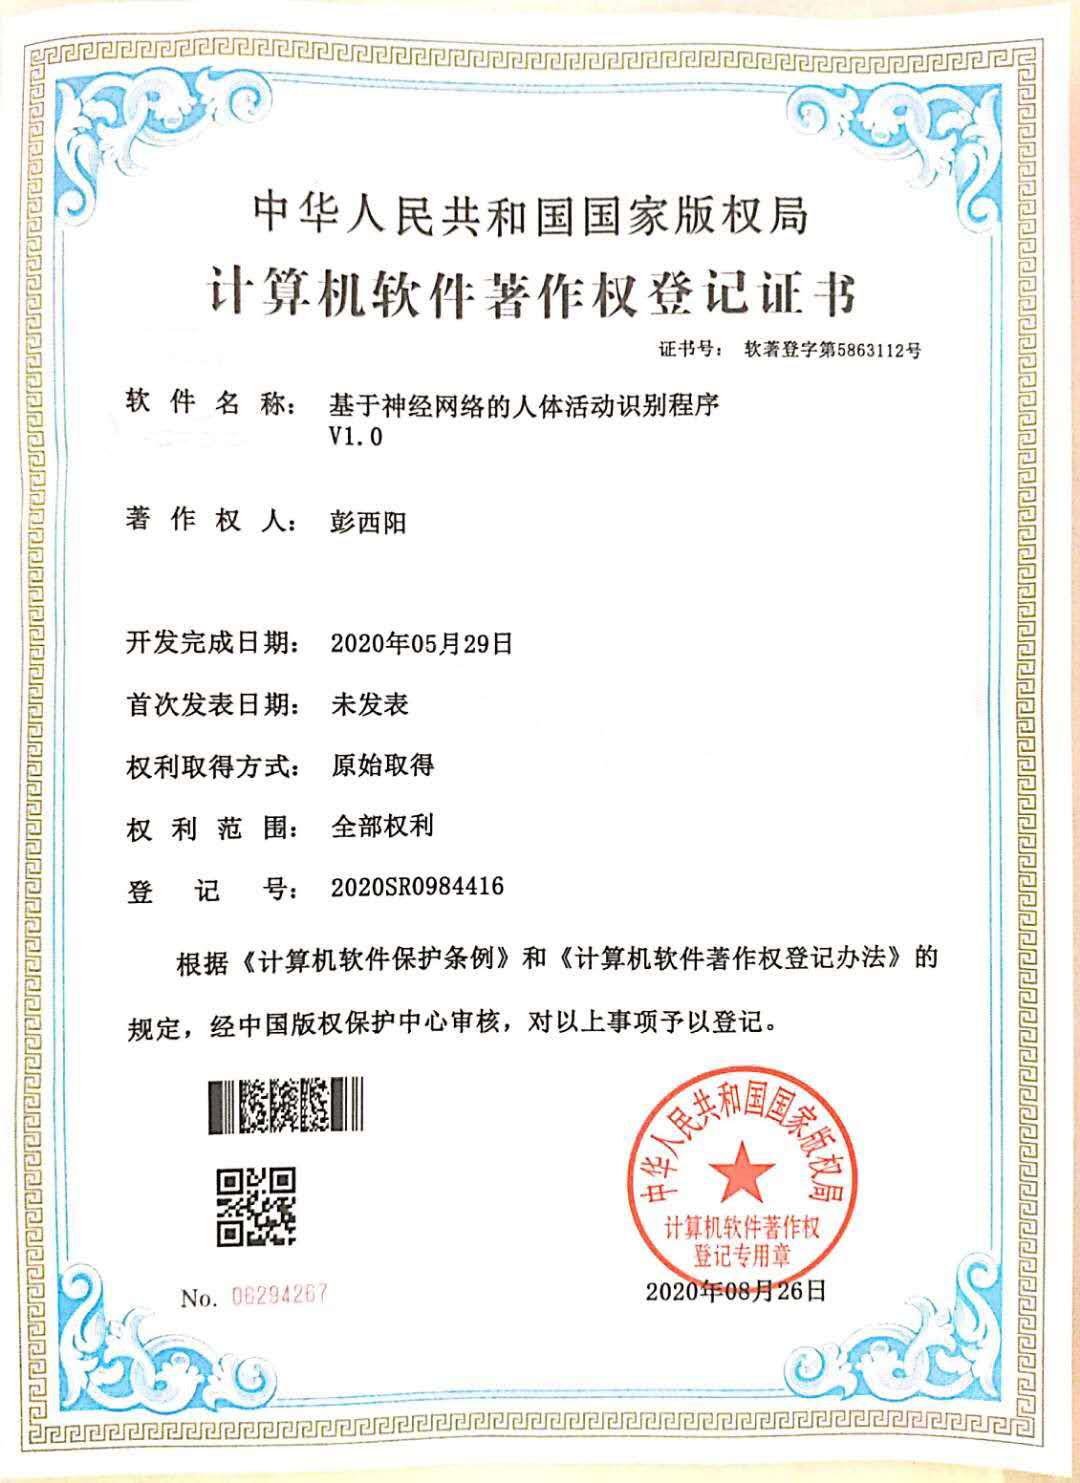 中华人民共和国国家版权局
计算机软件著作权登记证书
证书号： 软著登字第5863112号
软件名称： 基于神经网络的人体活动识别程序
V1.0
著作权人： 彭西阳
开发完成日期： 2020年05月29日
首次发表日期： 未发表
权利取得方式： 原始取得
权利范围： 全部权利
登记号： 2020SR0984416
根据《计算机软件保护条例》和《计算机软件著作权登记办法》的
规定，经中国版权保护中心审核，对以上事项予以登记。
中华人民共和国国家版权局
计算机软件著作权
登记专用章
No. 06294267
2020年08月26日